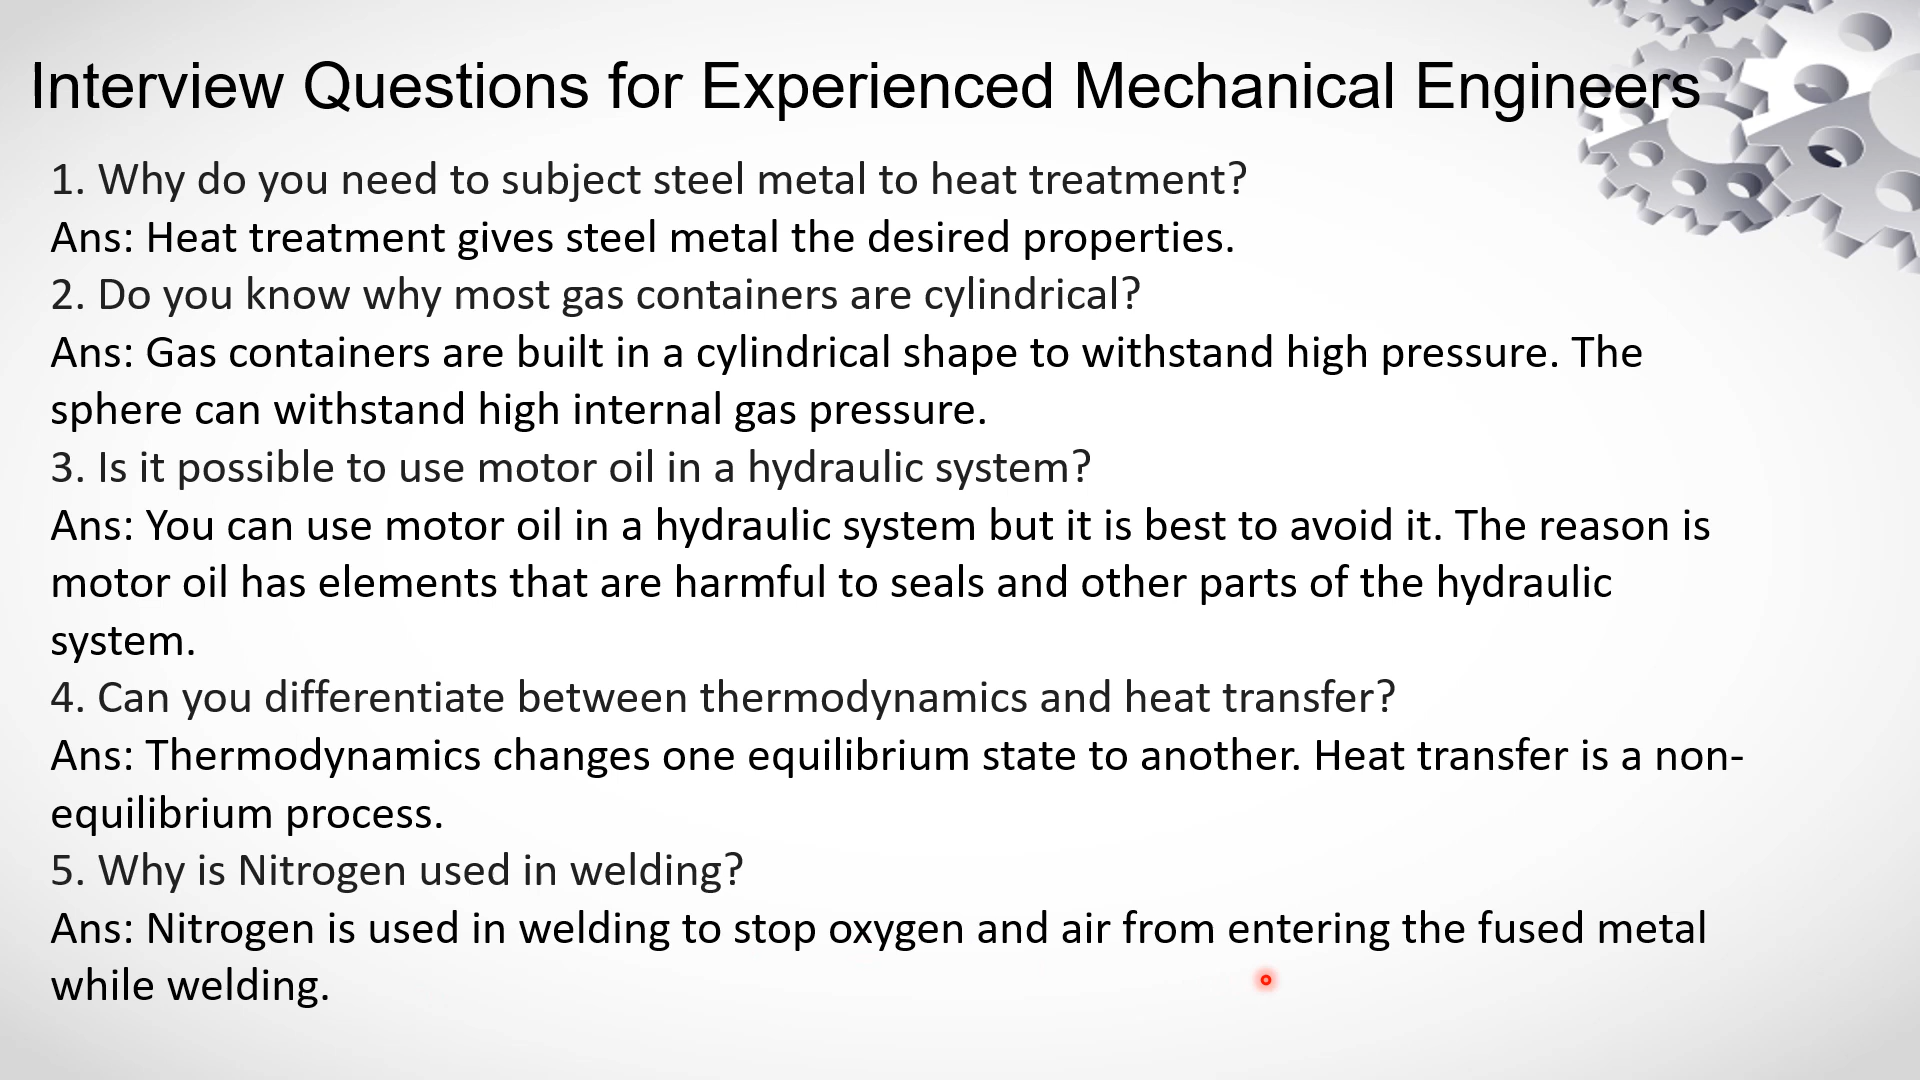 Interview Questions for Experienced Mechanical Engineers
1. Why do you need to subject steel metal to heat treatment?
Ans: Heat treatment gives steel metal the desired properties.
2. Do you know why most gas containers are cylindrical?
Ans: Gas containers are built in a cylindrical shape to withstand high pressure. The
sphere can withstand high internal gas pressure.
3. Is it possible to use motor oil in a hydraulic system?
Ans: You can use motor oil in a hydraulic system but it is best to avoid it. The reason is
motor oil has elements that are harmful to seals and other parts of the hydraulic
system.
4. Can you differentiate between thermodynamics and heat transfer?
Ans: Thermodynamics changes one equilibrium state to another. Heat transfer is a non-
equilibrium process.
5. Why is Nitrogen used in welding?
Ans: Nitrogen is used in welding to stop oxygen and air from entering the fused metal
while welding.